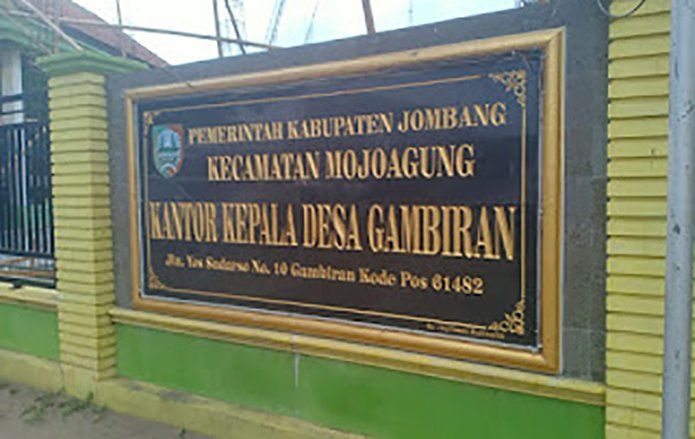 PEMERINTAH KABUPATEN JOMBANG
KECAMATAN MOJOAGUNG
KANTOR KEPALA DESA GAMBIRAN
Jln. Yos Sudarso No. 10 Gambiran Kode Pos 61482